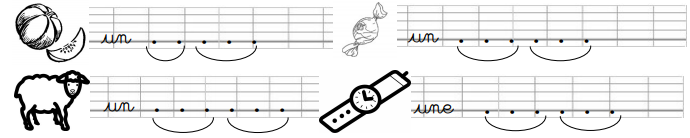 un . . . . .
un . . . . . .
un . . . . . .
une . . . . . .